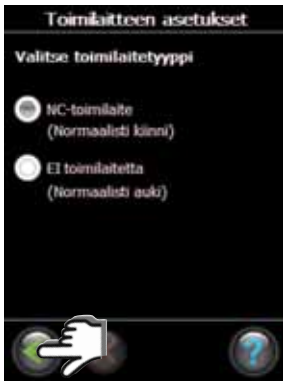 Toimilaitteen asetukset
Valitse toimilaitetyyppi
NC-toimilaite
(Normaalisti kiinni)
EI toimilaitetta
(Normaalisti auki)
?